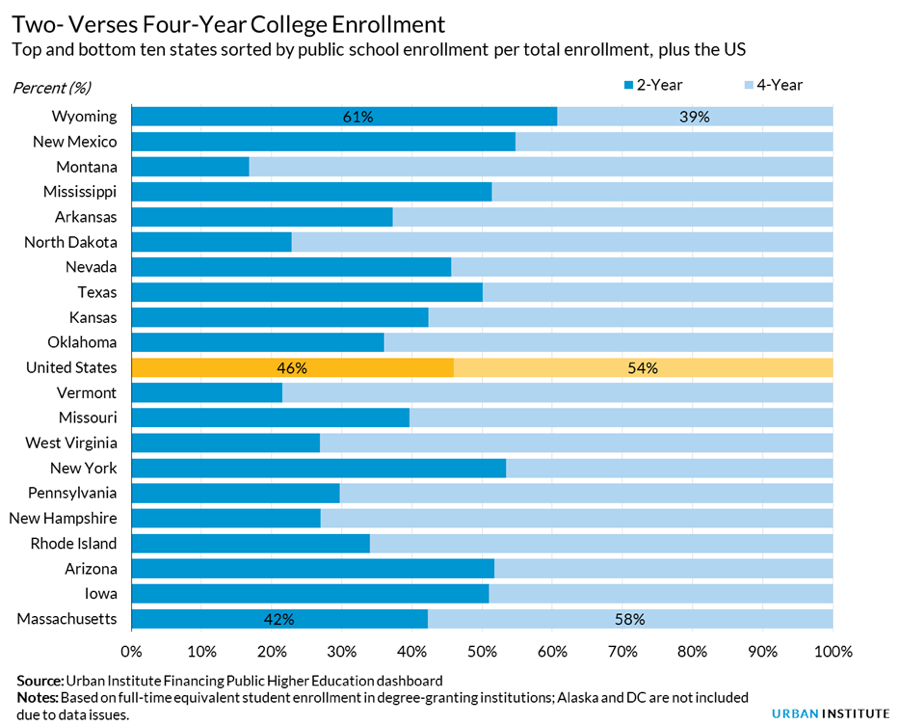 Two- Verses Four-Year College Enrollment
Top and bottom ten states sorted by public school enrollment per total enrollment, plus the US
Percent (%)
2-Year 4-Year
Wyoming 61% 39%
New Mexico
Montana
Mississippi
Arkansas
North Dakota
Nevada
Texas
Kansas
Oklahoma
United States 46% 54%
Vermont
Missouri
West Virginia
New York
Pennsylvania
New Hampshire
Rhode Island
Arizona
Iowa
Massachusetts 42% 58%
0% 10% 20% 30% 40% 50% 60% 70% 80% 90% 100%
Source: Urban Institute Financing Public Higher Education dashboard
Notes: Based on full-time equivalent student enrollment in degree-granting institutions; Alaska and DC are not included
due to data issues.
URBAN INSTITUTE